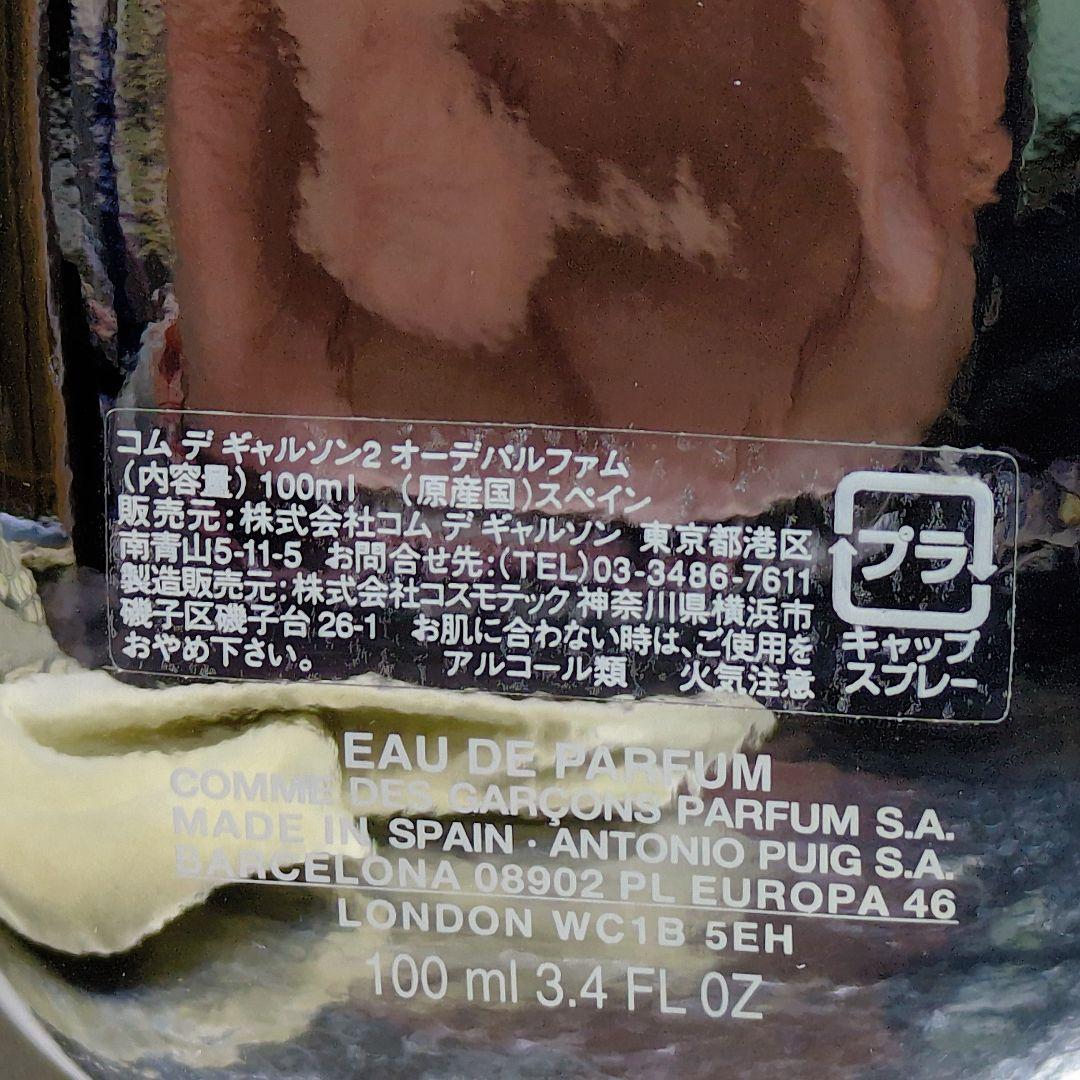 コム デ ギャルソン2 オーデパルファム
(内容量) 100ml (原産国)スペイン
販売元:株式会社コム デ ギャルソン 東京都港区
南青山5-11-5 お問合せ先:(TEL)03-3486-7611
製造販売元:株式会社コスモテック 神奈川県横浜市
磯子区磯子台 26-1 お肌に合わない時は、ご使用を
おやめ下さい。 アルコール類 火気注意
プラ
キャップ
スプレー
EAU DE PARFUM
COMME DES GARÇONS PARFUM S.A.
MADE IN SPAIN · ANTONIO PUIG S.A.
BARCELONA 08902 PL EUROPA 46
LONDON WC1B 5EH
100 ml 3.4 FL OZ